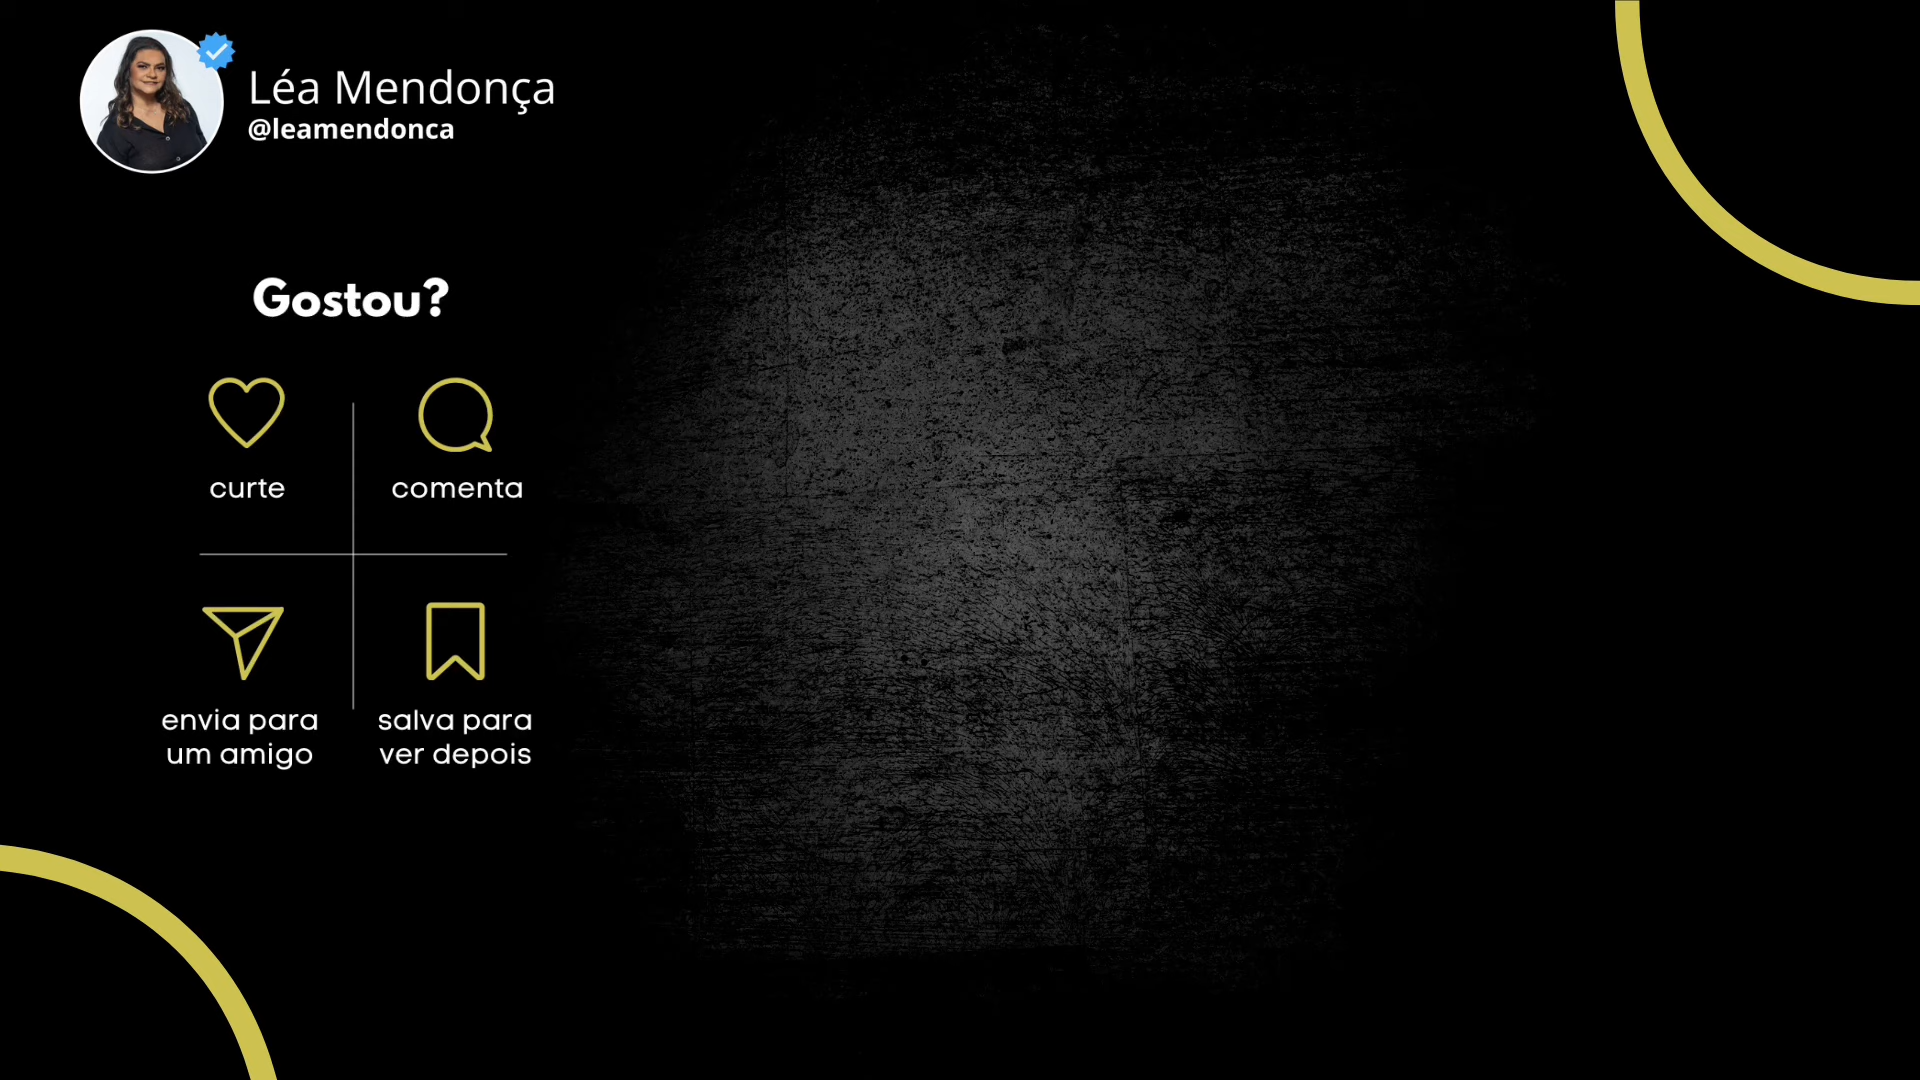 Léa Mendonça
@leamendonca
Gostou?
curte
comenta
envia para
um amigo
salva para
ver depois